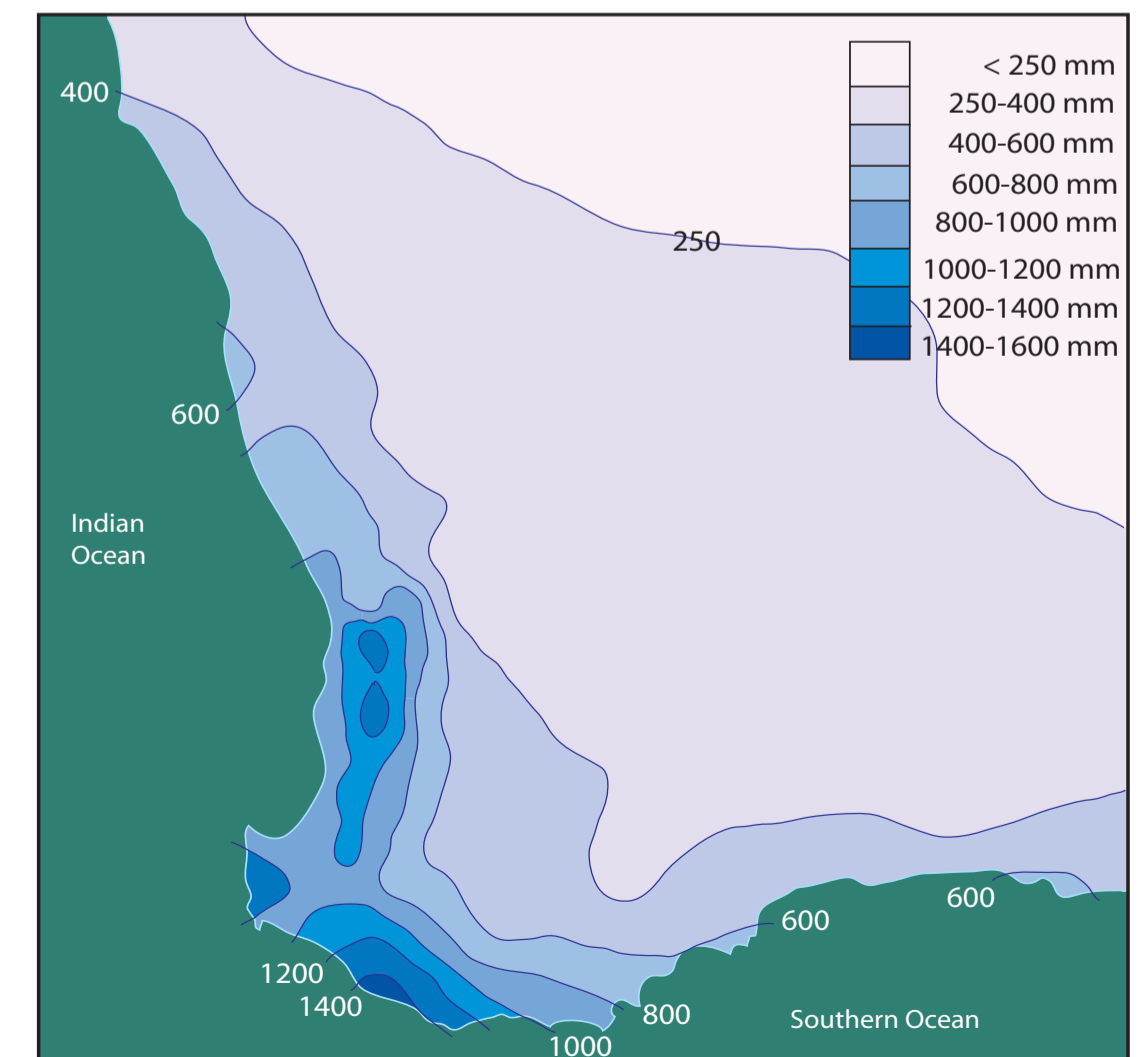 < 250 mm
400
250-400 mm
400-600 mm
600-800 mm
800-1000 mm
250
1000-1200 mm
1200-1400 mm
1400-1600 mm
600
Indian
Ocean
600
600
1200
1400
800
Southern Ocean
1000